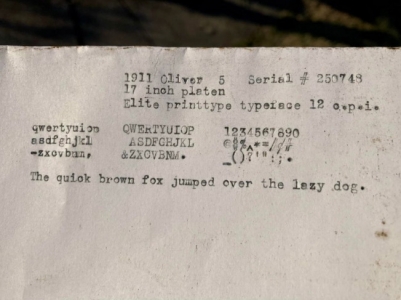 1911 Oliver 5 Serial # 250748
17 inch platen
Elite printtype typeface 12 c.p.i.
qwertyuiop QWERTYUIOP 1234567890
asdfghjkl ASDFGHJKL
-zxcvbnm, &ZXCVBNM. _()?'":;.
The quick brown fox jumped over the lazy dog.